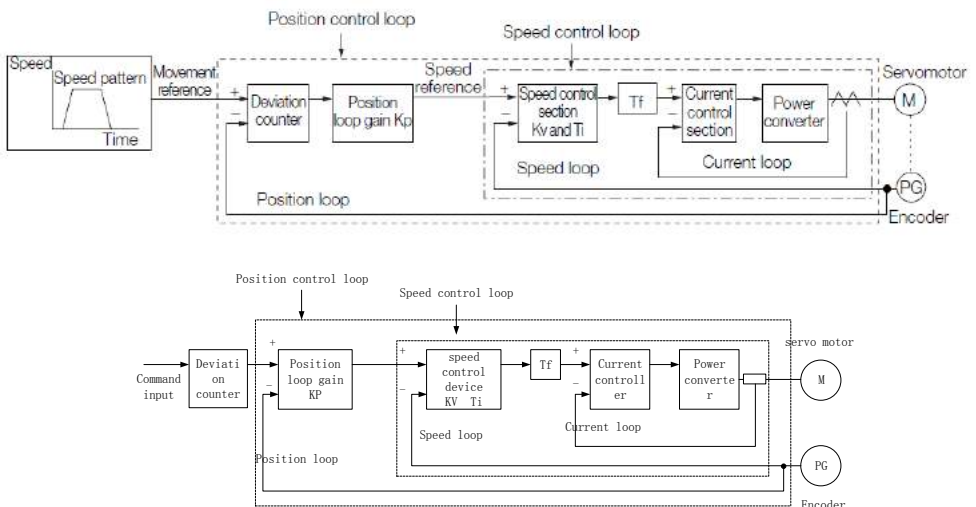 Position control loop
Speed control loop
Speed
Speed pattern
Time
Movement
reference
+
−
Deviation
counter
Position
loop gain Kp
Speed
reference
+
−
Speed control
section
Kv and Ti
Tf
+
−
Current
control
section
Power
converter
Servomotor
M
Current loop
Speed loop
Position loop
PG
Encoder
Position control loop
Speed control loop
Command
input
Deviati
on
counter
+
−
Position
loop gain
KP
+
−
speed
control
device
KV Ti
Tf
+
−
Current
controll
er
Power
converte
r
servo motor
M
Current loop
Speed loop
Position loop
PG
Encoder